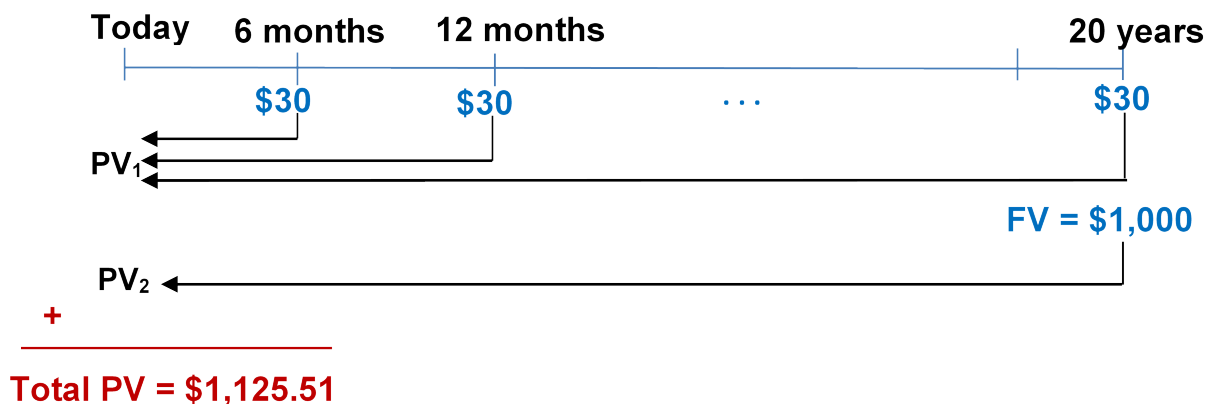 Today 6 months 12 months 20 years
$30 $30 ... $30
PV₁
FV = $1,000
PV₂
+
Total PV = $1,125.51